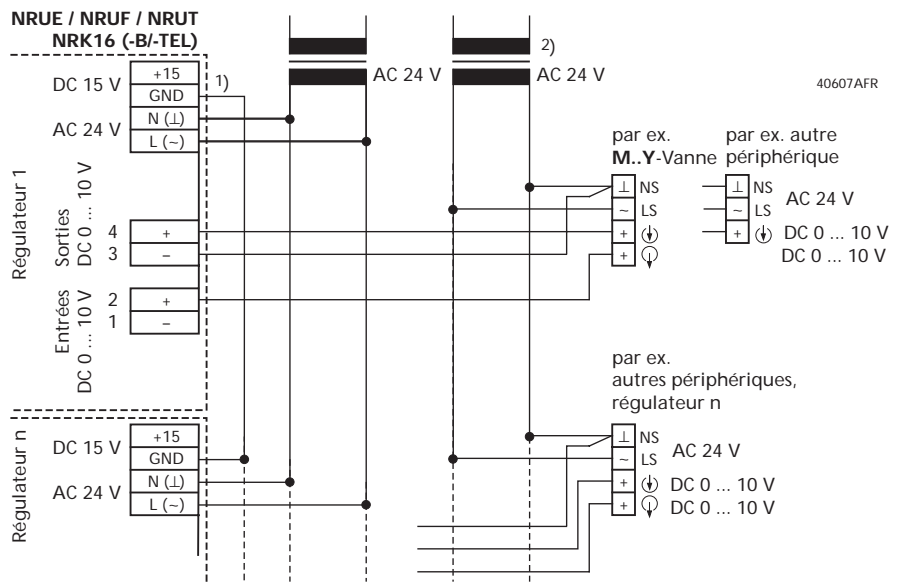 NRUE / NRUF / NRUT
NRK16 (-B/-TEL)
2)
AC 24 V
AC 24 V
40607AFR
Régulateur 1
DC 15 V
+15
GND
1)
AC 24 V
N (⊥)
L (~)
Sorties
DC 0 ... 10 V
4 +
3 –
Entrées
DC 0 ... 10 V
2 +
1 –
par ex.
M..Y-Vanne
⊥ NS
~ LS
+
+
par ex. autre
périphérique
⊥ NS
~ LS
AC 24 V
+ DC 0 ... 10 V
DC 0 ... 10 V
Régulateur n
DC 15 V
+15
GND
AC 24 V
N (⊥)
L (~)
par ex.
autres périphériques,
régulateur n
⊥ NS
~ LS
AC 24 V
+ DC 0 ... 10 V
+ DC 0 ... 10 V